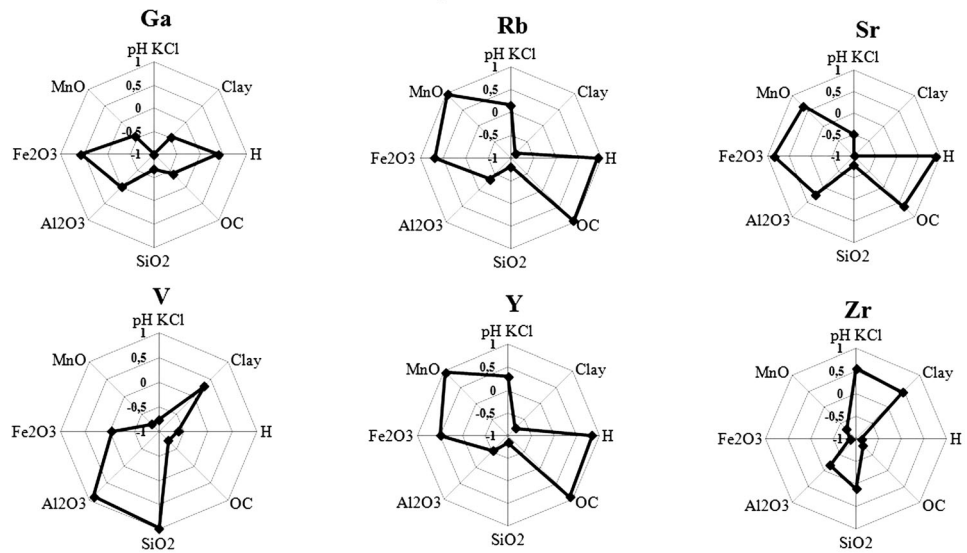 Ga
pH KCl
1
0,5
0
-0,5
-1
MnO
Clay
Fe2O3
H
Al2O3
OC
SiO2
Rb
pH KCl
1
0,5
0
-0,5
-1
MnO
Clay
Fe2O3
H
Al2O3
OC
SiO2
Sr
pH KCl
1
0,5
0
-0,5
-1
MnO
Clay
Fe2O3
H
Al2O3
OC
SiO2
V
pH KCl
1
0,5
0
-0,5
-1
MnO
Clay
Fe2O3
H
Al2O3
OC
SiO2
Y
pH KCl
1
0,5
0
-0,5
-1
MnO
Clay
Fe2O3
H
Al2O3
OC
SiO2
Zr
pH KCl
1
0,5
0
-0,5
-1
MnO
Clay
Fe2O3
H
Al2O3
OC
SiO2